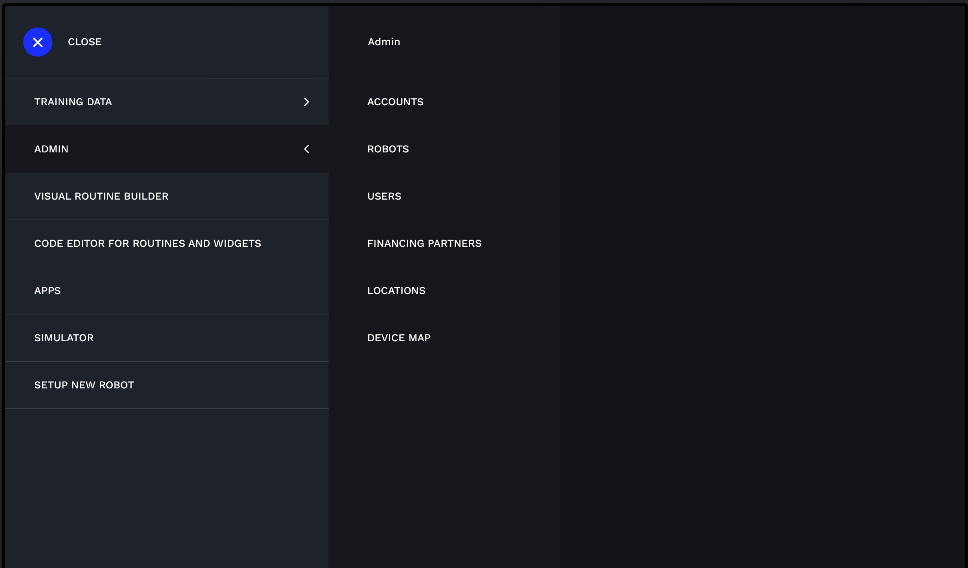 CLOSE
TRAINING DATA
ADMIN
VISUAL ROUTINE BUILDER
CODE EDITOR FOR ROUTINES AND WIDGETS
APPS
SIMULATOR
SETUP NEW ROBOT
Admin
ACCOUNTS
ROBOTS
USERS
FINANCING PARTNERS
LOCATIONS
DEVICE MAP